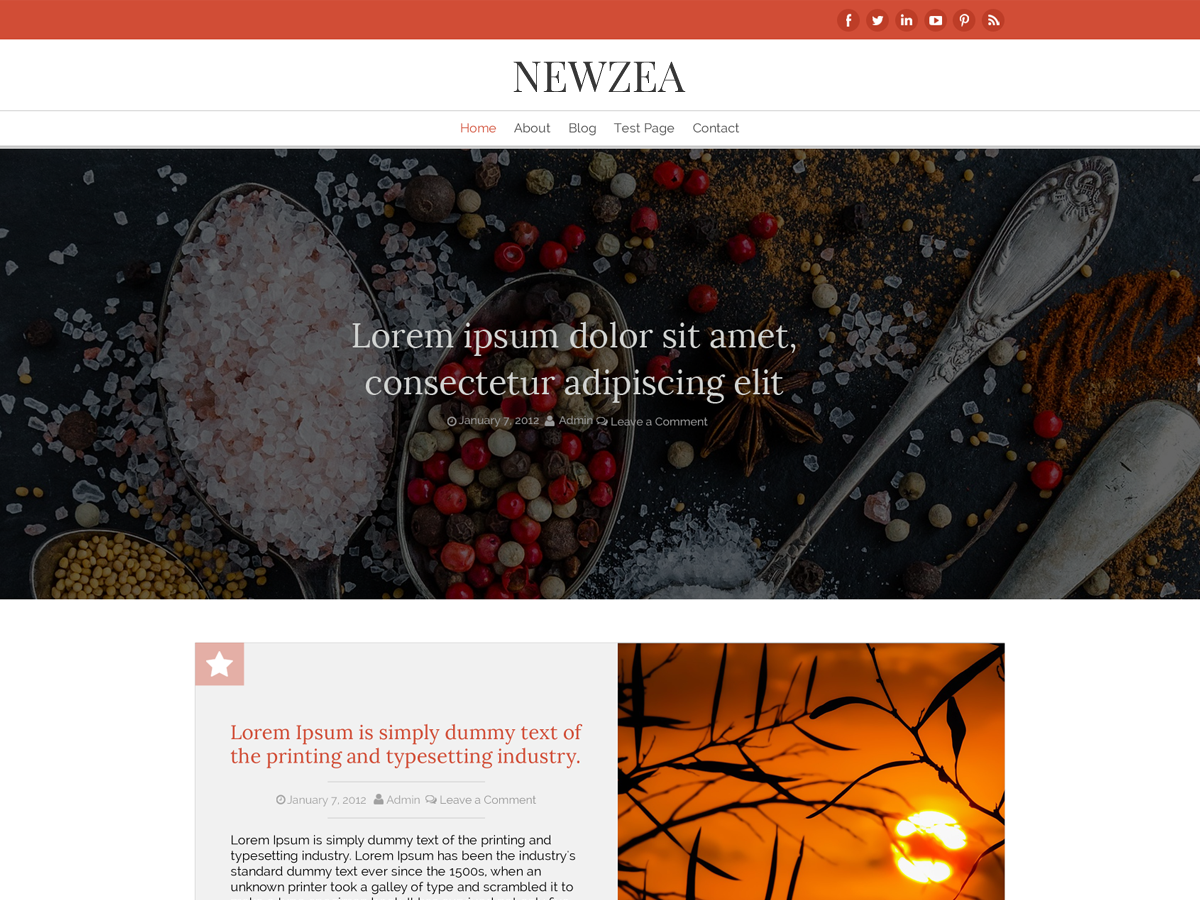 NEWZEA
Home About Blog Test Page Contact
Lorem ipsum dolor sit amet,
consectetur adipiscing elit
January 7, 2012 Admin Leave a Comment
Lorem Ipsum is simply dummy text of
the printing and typesetting industry.
January 7, 2012 Admin Leave a Comment
Lorem Ipsum is simply dummy text of the printing and
typesetting industry. Lorem Ipsum has been the industry's
standard dummy text ever since the 1500s, when an
unknown printer took a galley of type and scrambled it to